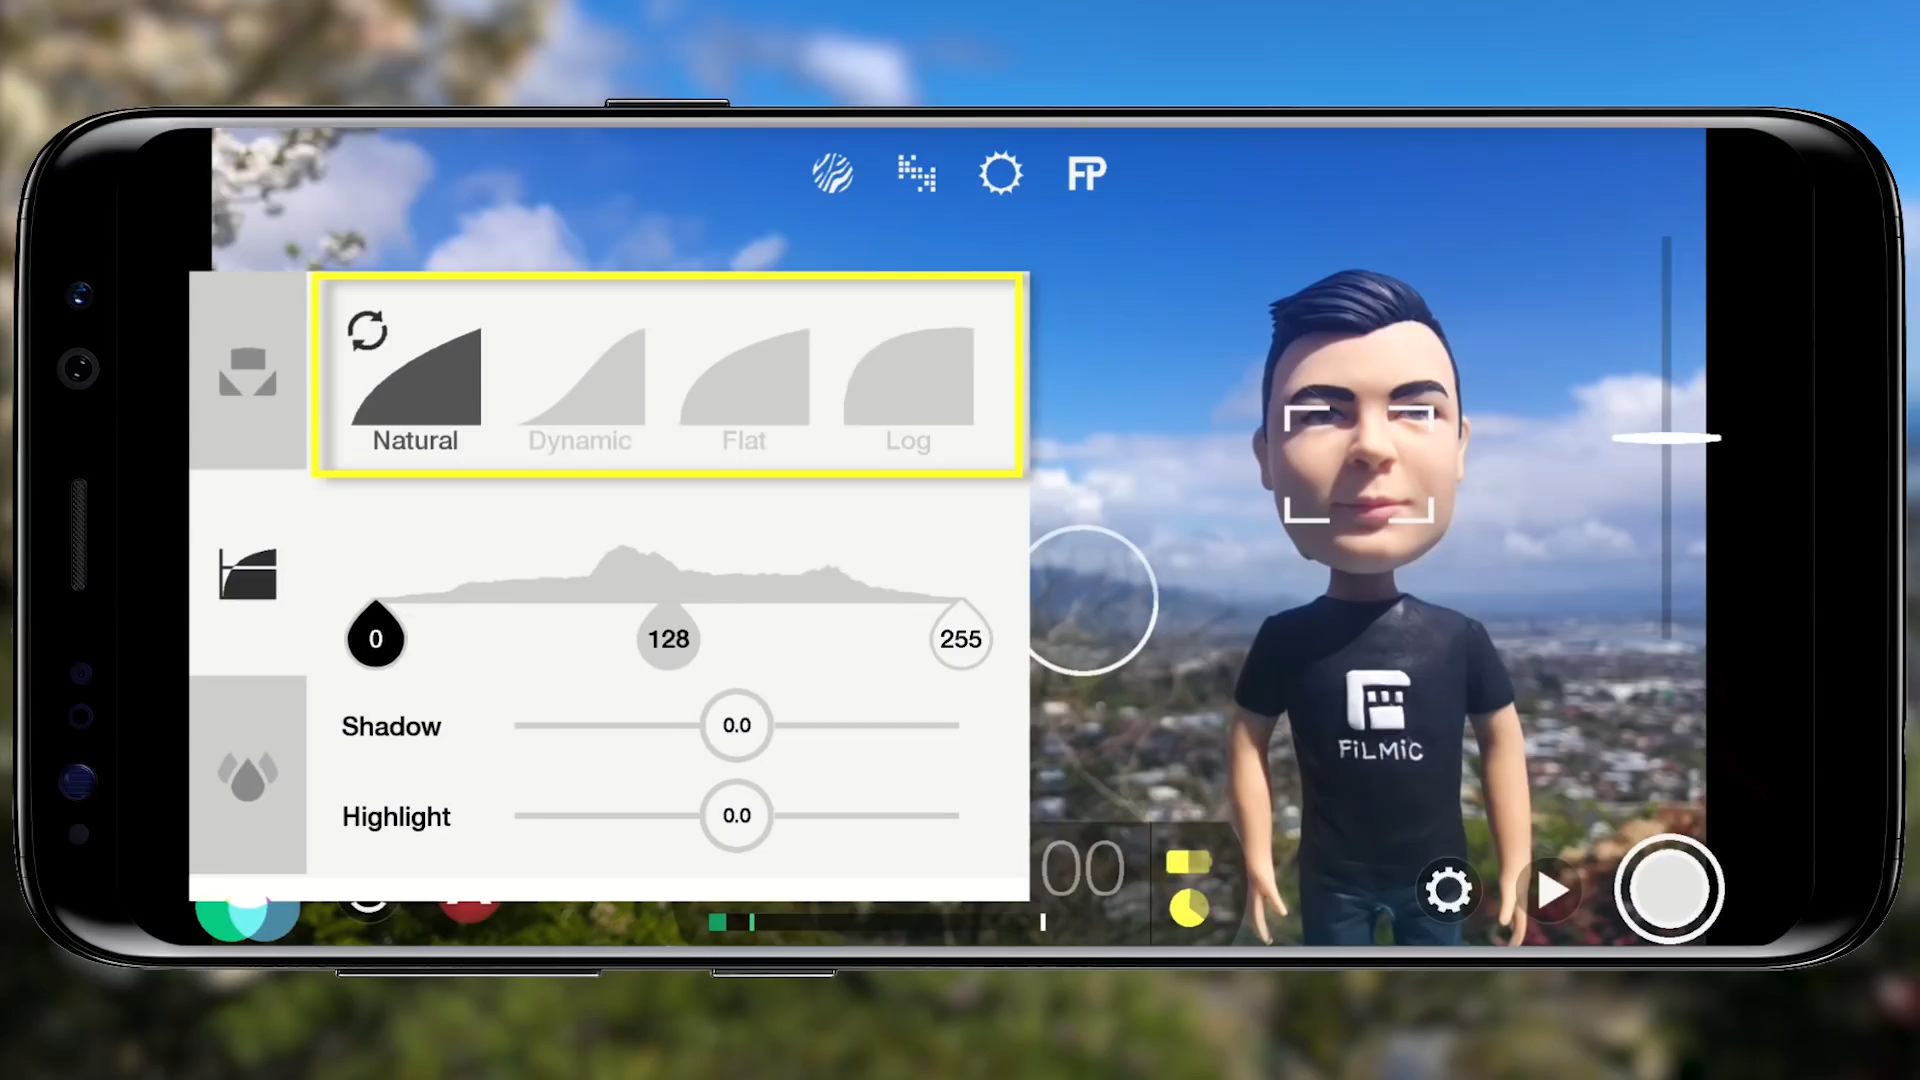 FP
Natural
Dynamic
Flat
Log
0
128
255
Shadow
0.0
Highlight
0.0
FiLMiC
00